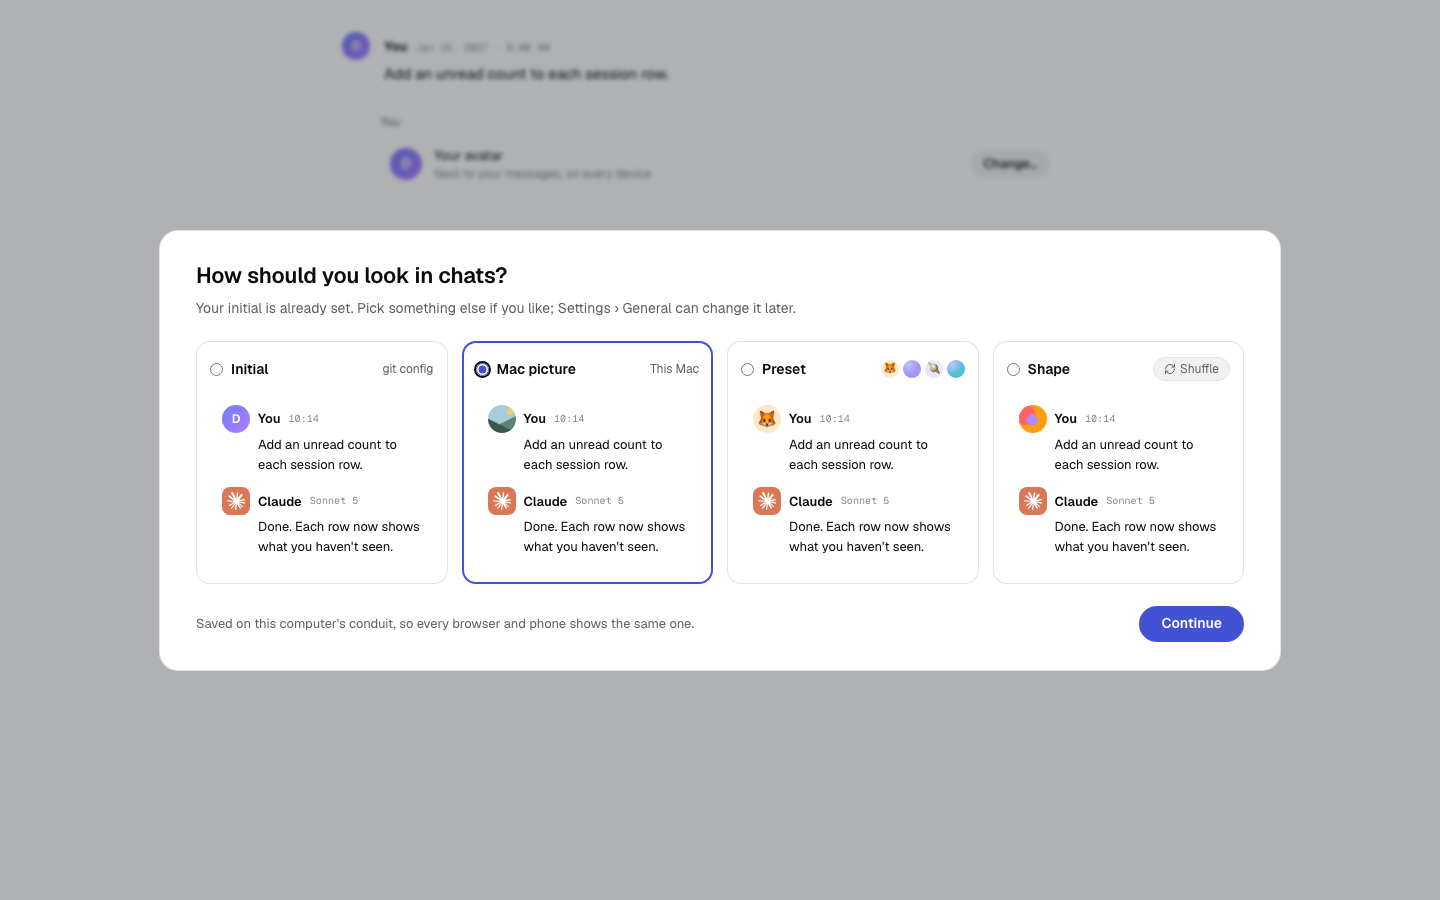 D You
Add an unread count to each session row.
You
D Your avatar
Next to your messages, on every device
Change...
How should you look in chats?
Your initial is already set. Pick something else if you like; Settings › General can change it later.
Initial git config
D You 10:14
Add an unread count to
each session row.
Claude Sonnet 5
Done. Each row now shows
what you haven't seen.
Mac picture This Mac
You 10:14
Add an unread count to
each session row.
Claude Sonnet 5
Done. Each row now shows
what you haven't seen.
Preset
You 10:14
Add an unread count to
each session row.
Claude Sonnet 5
Done. Each row now shows
what you haven't seen.
Shape Shuffle
You 10:14
Add an unread count to
each session row.
Claude Sonnet 5
Done. Each row now shows
what you haven't seen.
Saved on this computer's conduit, so every browser and phone shows the same one.
Continue